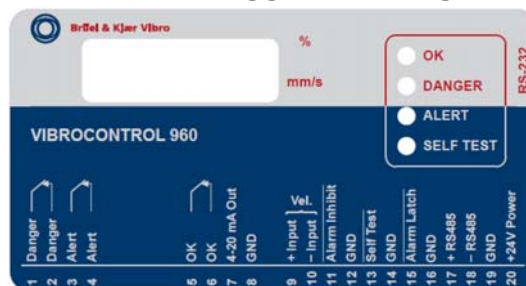 Brüel & Kjær Vibro
%
mm/s
OK
DANGER
ALERT
SELF TEST
RS-232
VIBROCONTROL 960
Vel.
1 Danger
2 Danger
3 Alert
4 Alert
5 OK
6 OK
7 4-20 mA Out
8 GND
9 + Input
10 – Input
11 Alarm Inhibit
12 GND
13 Self Test
14 GND
15 Alarm Latch
16 GND
17 + RS485
18 – RS485
19 GND
20 +24V Power